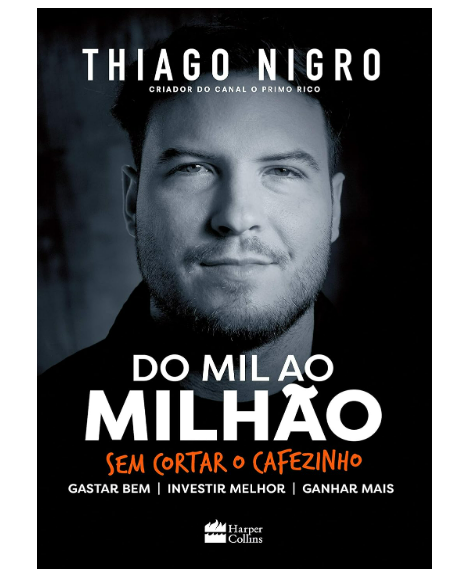 THIAGO NIGRO
CRIADOR DO CANAL O PRIMO RICO
DO MIL AO
MILHÃO
SEM CORTAR O CAFEZINHO
GASTAR BEM | INVESTIR MELHOR | GANHAR MAIS
Harper
Collins